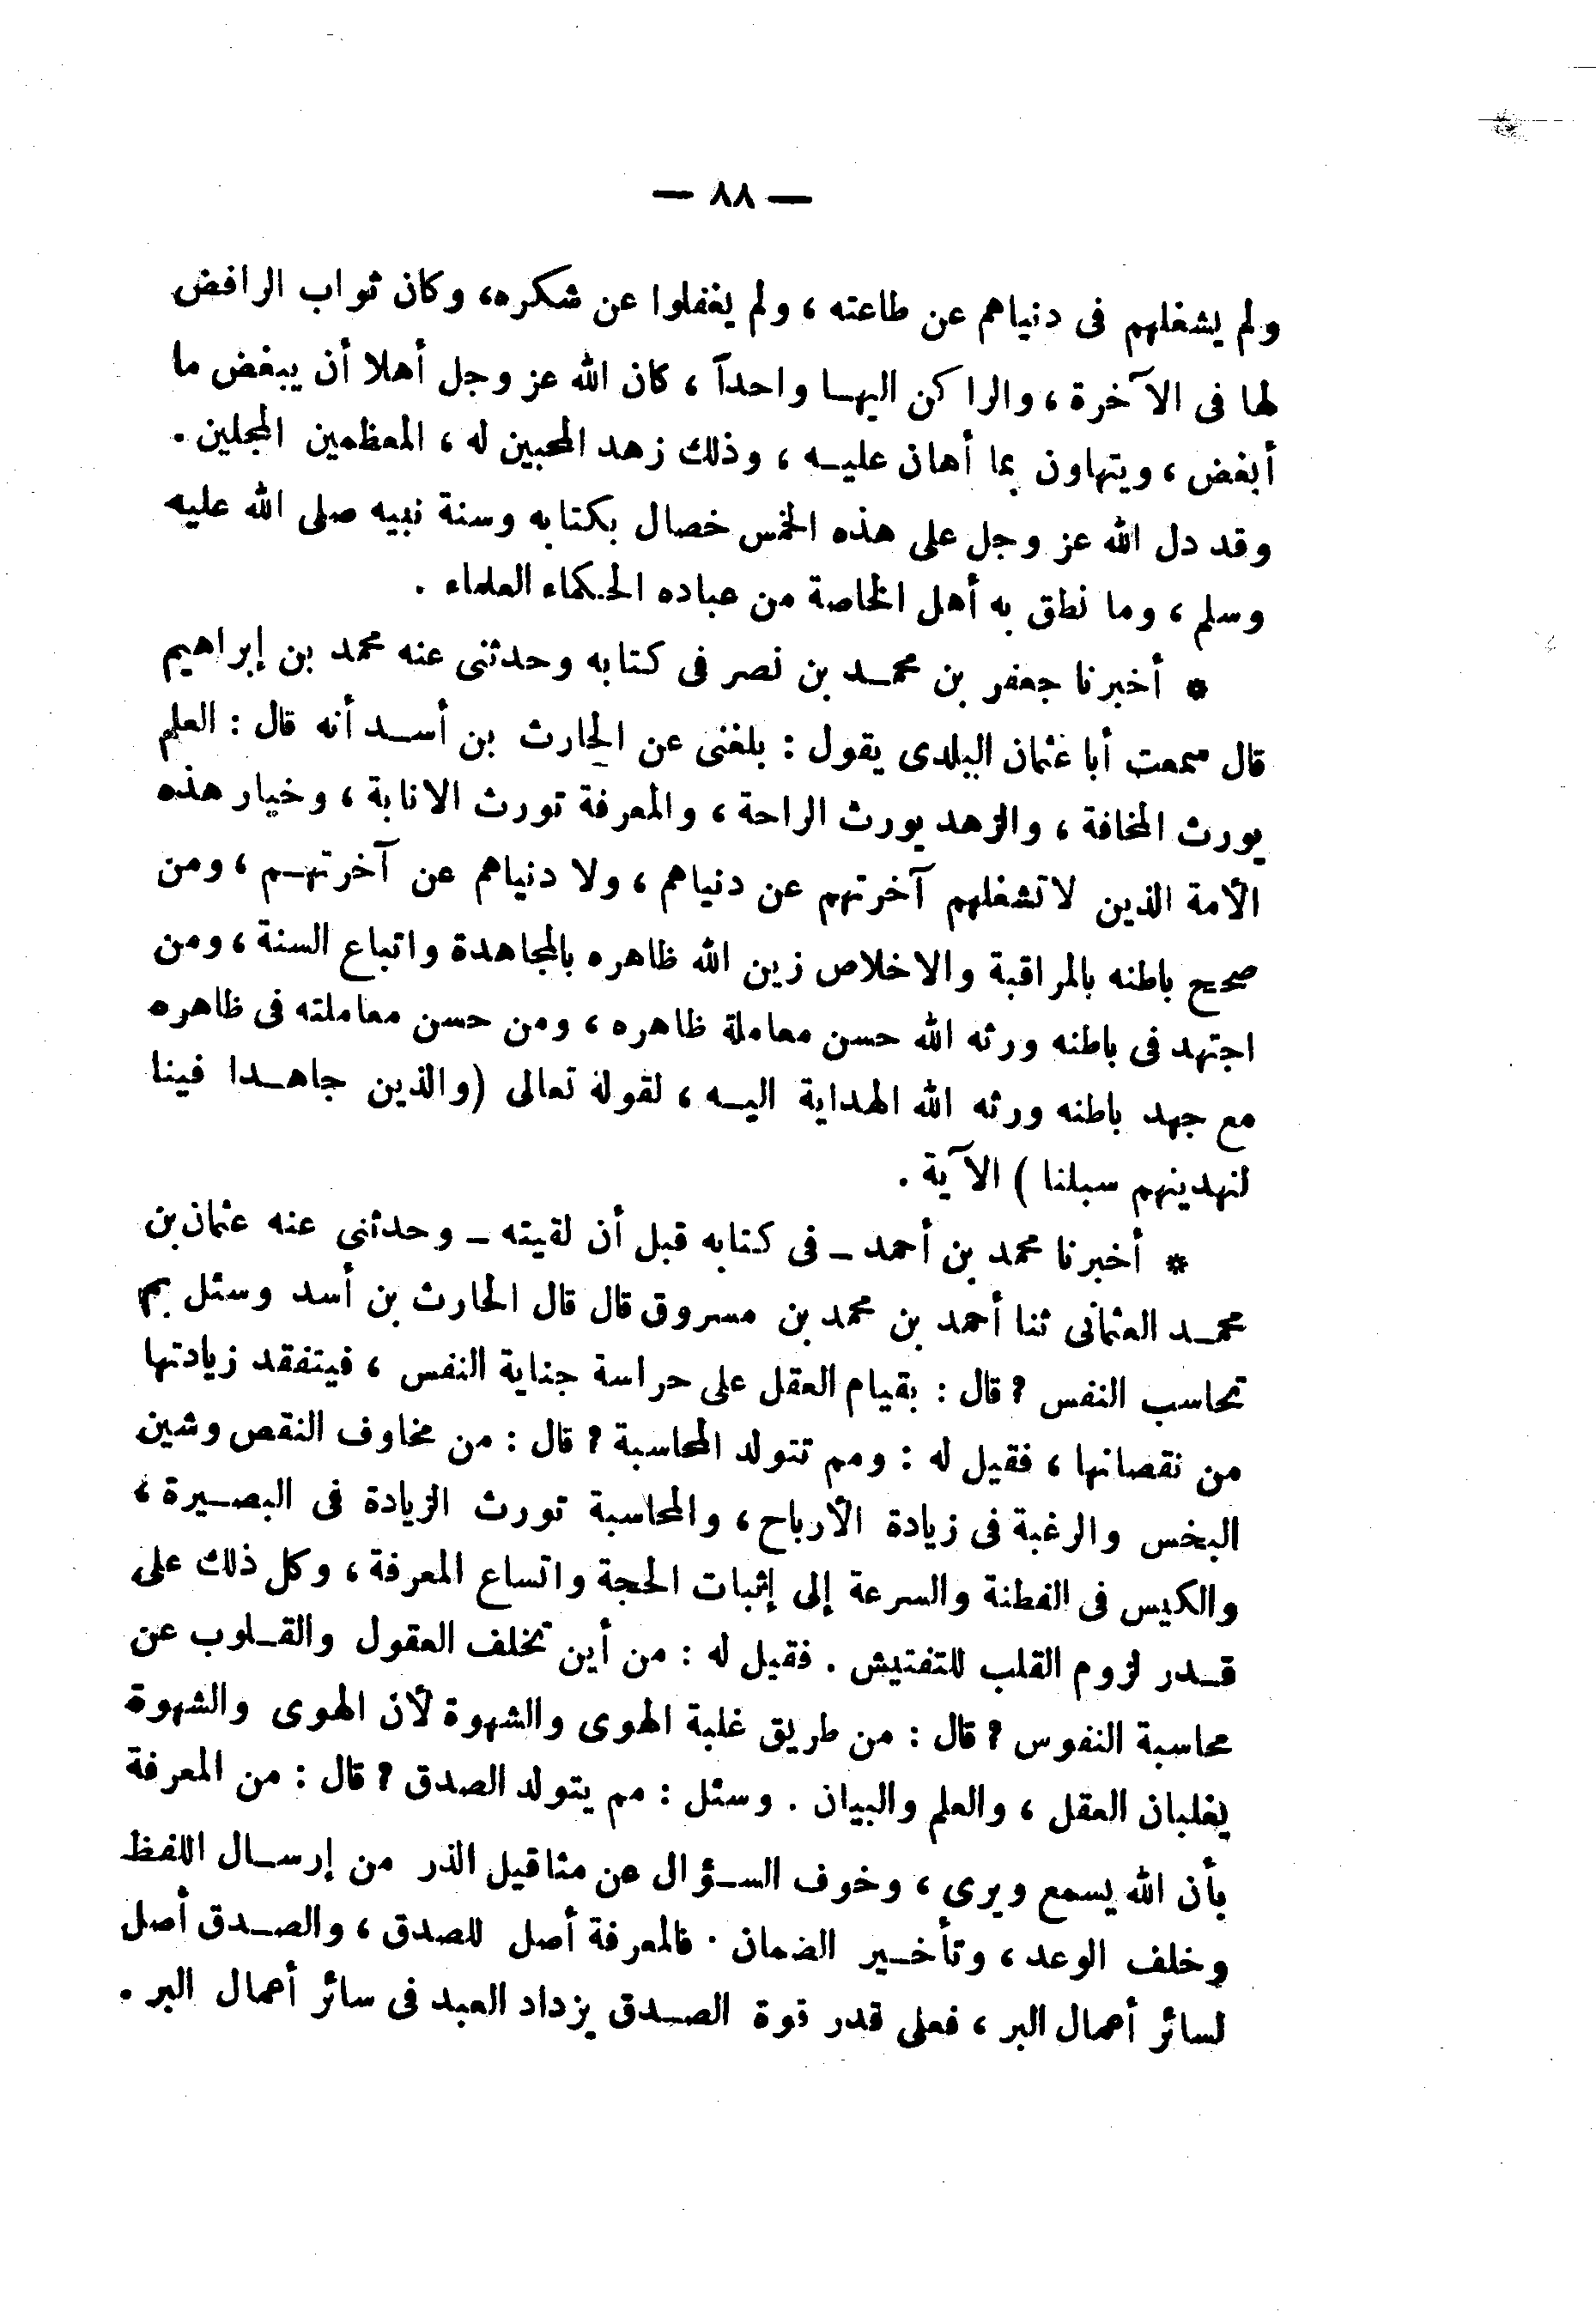 — ٨٨ —
ولم يشغلهم فى دنياهم عن طاعته ، ولم يغفلوا عن شكره، وكان ثواب الرافض
لها فى الآخرة ، والراكن اليها واحداً ، كان الله عز وجل أهلا أن يبغض ما
أبغض ، ويتهاون بما أهان عليه ، وذلك زهد المحبين له ، المعظمين المجلين .
وقد دل الله عز وجل على هذه الخمس خصال بكتابه وسنة نبيه صلى الله عليه
وسلم ، وما نطق به أهل الخاصة من عباده الحكماء العلماء .
* أخبرنا جعفر بن محمد بن نصر فى كتابه وحدثنى عنه محمد بن إبراهيم
قال سمعت أبا عثمان البلدى يقول : بلغنى عن الحارث بن أسد أنه قال : العلم
يورث المخافة ، والزهد يورث الراحة ، والمعرفة تورث الانابة ، وخيار هذه
الأمة الذين لاتشغلهم آخرتهم عن دنياهم ، ولا دنياهم عن آخرتهم ، ومن
صحح باطنه بالمراقبة والاخلاص زين الله ظاهره بالمجاهدة واتباع السنة ، ومن
اجتهد فى باطنه ورثه الله حسن معاملة ظاهره ، ومن حسن معاملته فى ظاهره
مع جهد باطنه ورثه الله الهداية اليه ، لقوله تعالى (والذين جاهدا فينا
لنهدينهم سبلنا ) الآية .
* أخبرنا محمد بن أحمد ـ فى كتابه قبل أن لقيته ـ وحدثنى عنه عثمان بن
محمد العثمانى ثنا أحمد بن محمد بن مسروق قال قال الحارث بن أسد وسئل بم
تحاسب النفس ؟ قال : بقيام العقل على حراسة جناية النفس ، فيتفقد زيادتها
من نقصانها ، فقيل له : ومم تتولد المحاسبة ؟ قال : من مخاوف النقص وشين
البخس والرغبة فى زيادة الأرباح ، والمحاسبة تورث الزيادة فى البصيرة ،
والكيس فى الفطنة والسرعة إلى إثبات الحجة واتساع المعرفة ، وكل ذلك على
قدر لزوم القلب للتفتيش . فقيل له : من أين تخلف العقول والقلوب عن
محاسبة النفوس ؟ قال : من طريق غلبة الهوى والشهوة لأن الهوى والشهوة
يغلبان العقل ، والعلم والبيان . وسئل : مم يتولد الصدق ؟ قال : من المعرفة
بأن الله يسمع ويرى ، وخوف السؤال عن مثاقيل الذر من إرسال اللفظ
وخلف الوعد ، وتأخير الضمان . فالمعرفة أصل للصدق ، والصدق أصل
لسائر أعمال البر ، فعلى قدر قوة الصدق يزداد العبد فى سائر أعمال البر .